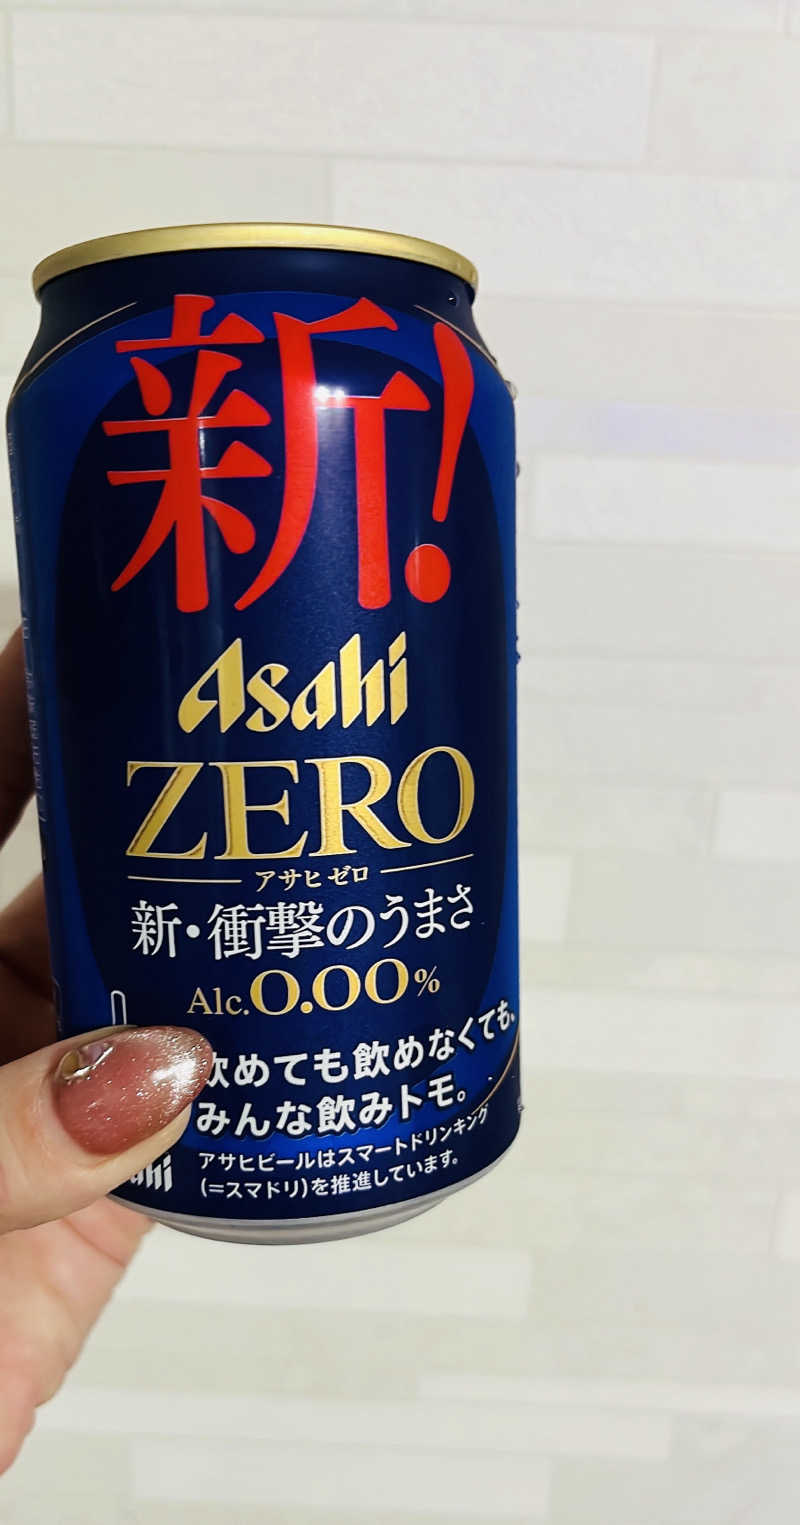 新!
Asahi
ZERO
アサヒゼロ
新・衝撃のうまさ
Alc.0.00%
飲めても飲めなくても、
みんな飲みトモ。
アサヒビールはスマートドリンキング
(=スマドリ)を推進しています。